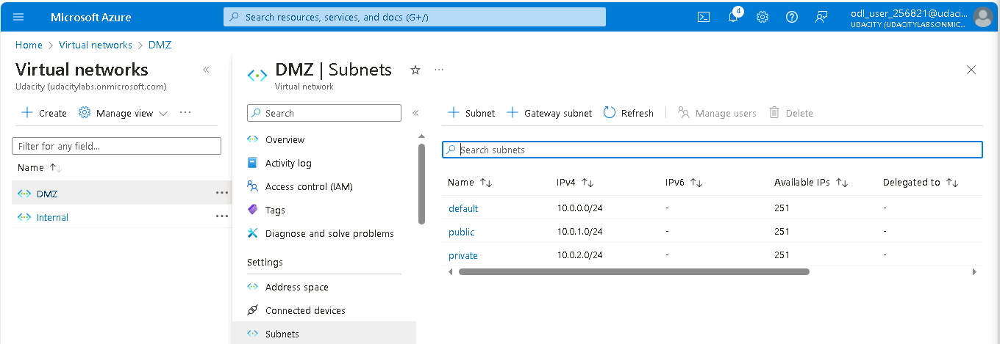 Microsoft Azure
Search resources, services, and docs (G+/)
4
odl_user_256821@udaci...
UDACITY (UDACITYLABS.ONMIC...
Home > Virtual networks > DMZ
Virtual networks
Udacity (udacitylabs.onmicrosoft.com)
+ Create Manage view ...
Filter for any field...
Name
DMZ ...
Internal ...
DMZ | Subnets ...
Virtual network
Search
Overview
Activity log
Access control (IAM)
Tags
Diagnose and solve problems
Settings
Address space
Connected devices
Subnets
+ Subnet + Gateway subnet Refresh Manage users Delete
Search subnets
Name IPv4 IPv6 Available IPs Delegated to
default 10.0.0.0/24 - 251 -
public 10.0.1.0/24 - 251 -
private 10.0.2.0/24 - 251 -